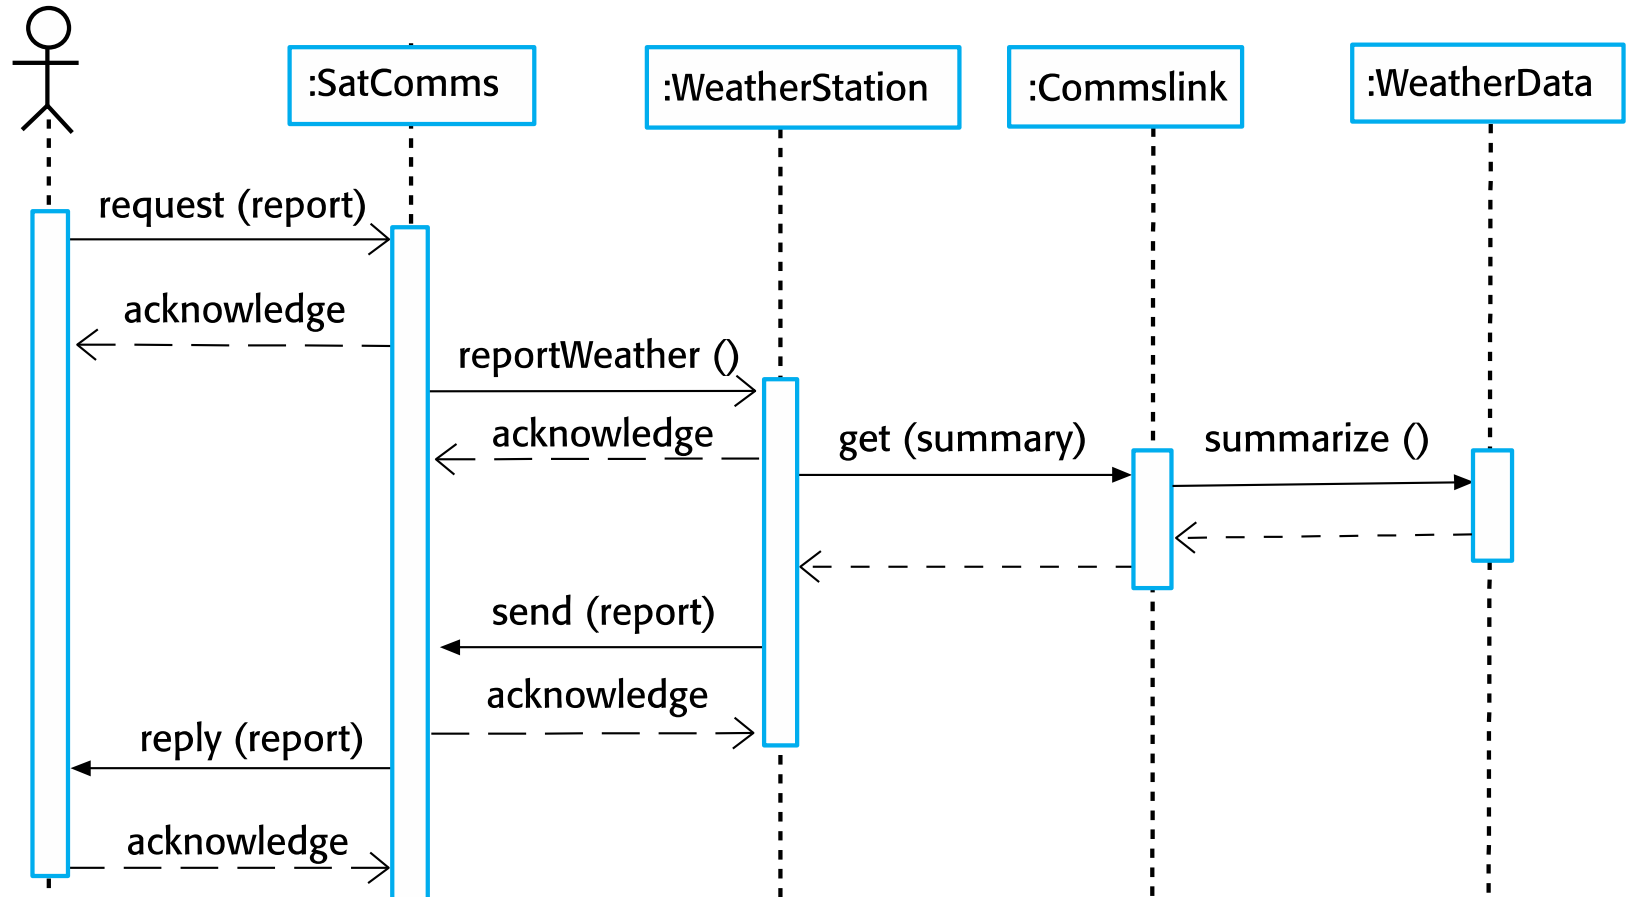 :SatComms
:WeatherStation
:Commslink
:WeatherData
request (report)
acknowledge
reportWeather ()
acknowledge
get (summary)
summarize ()
send (report)
acknowledge
reply (report)
acknowledge